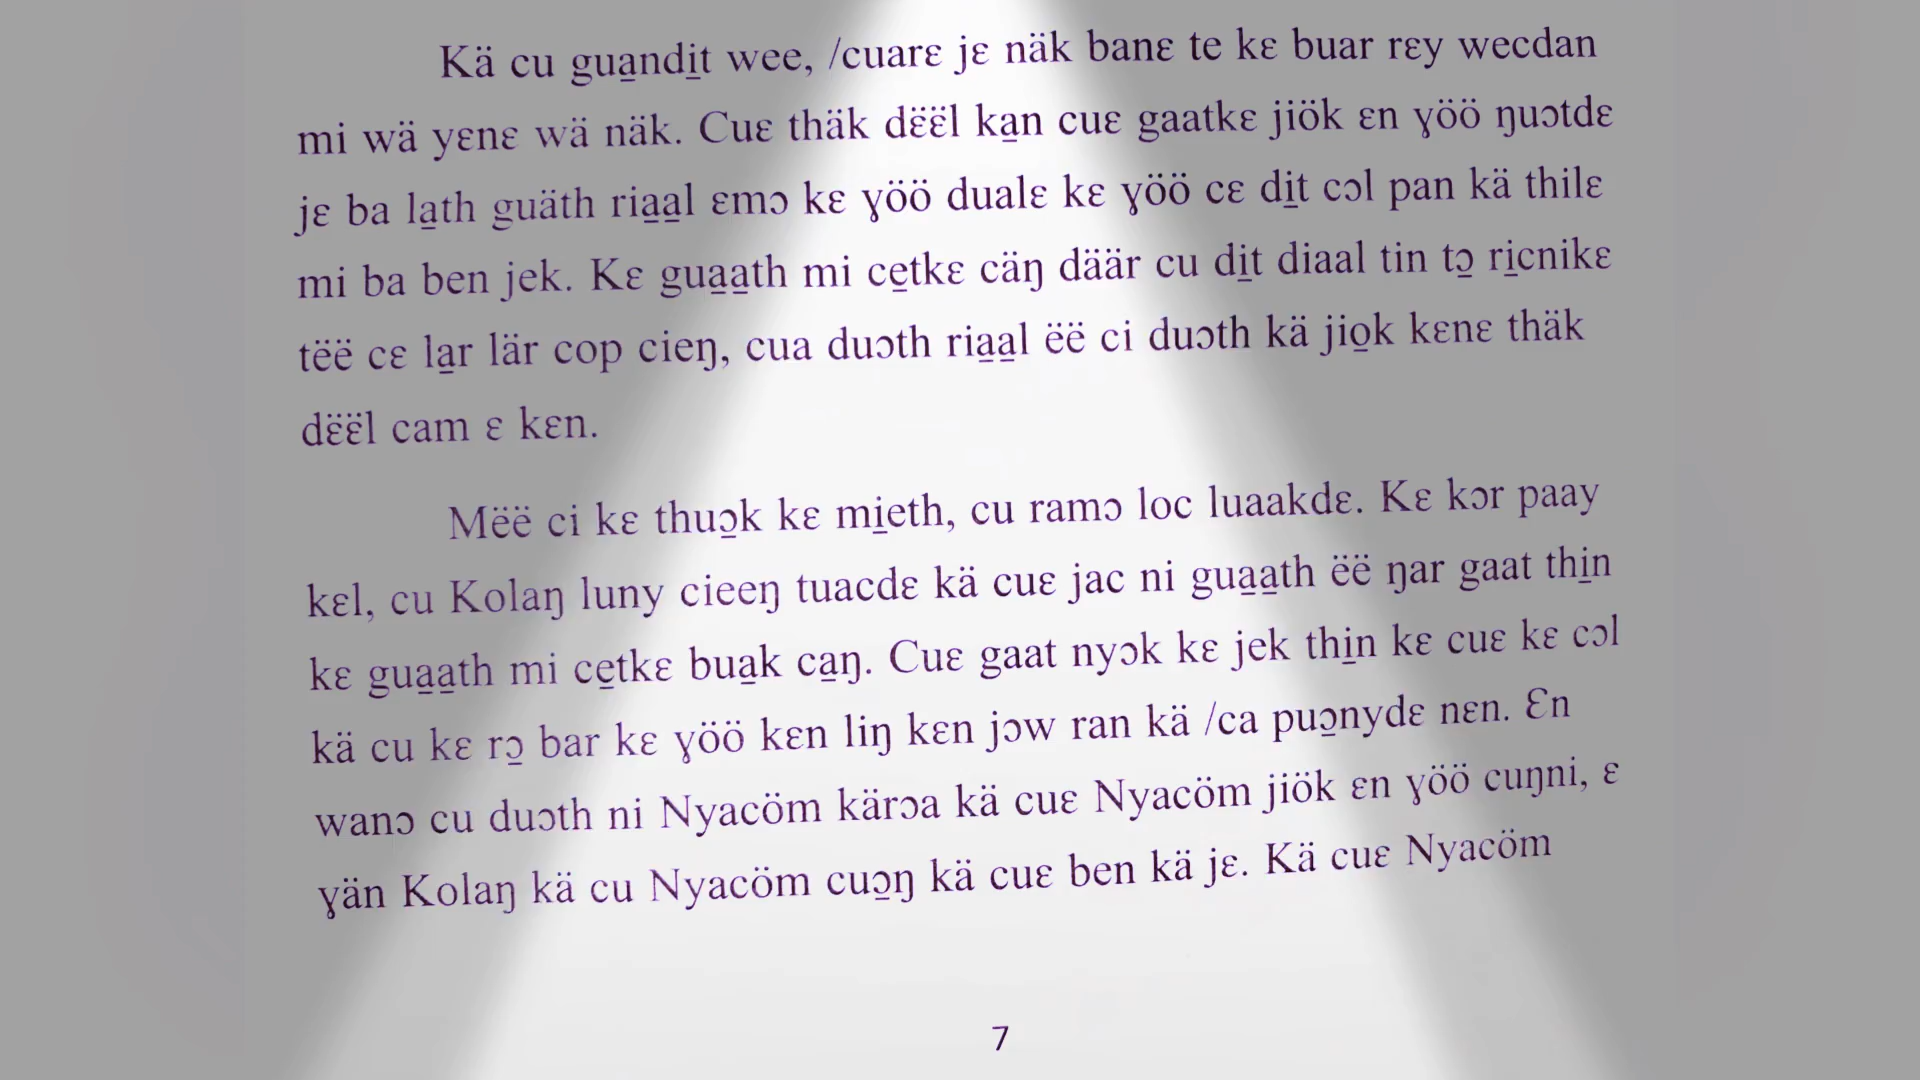 Kä cu gua̱ndi̱t wee, /cuarɛ jɛ näk banɛ te kɛ buar rɛy wecdan
mi wä yɛnɛ wä näk. Cuɛ thäk dɛ̈ɛ̈l ka̱n cuɛ gaatkɛ jiök ɛn ɣöö ŋuɔtdɛ
jɛ ba la̱th guäth ria̱a̱l ɛmɔ kɛ ɣöö dualɛ kɛ ɣöö cɛ di̱t cɔl pan kä thilɛ
mi ba ben jek. Kɛ gua̱a̱th mi ce̱tkɛ cäŋ däär cu di̱t diaal tin tɔ̱ ri̱cnikɛ
tëë cɛ la̱r lär cop cieŋ, cua duɔth ria̱a̱l ëë ci duɔth kä jio̱k kɛnɛ thäk
dɛ̈ɛ̈l cam ɛ kɛn.
Mëë ci kɛ thuɔ̱k kɛ mi̱eth, cu ramɔ loc luaakdɛ. Kɛ kɔr paay
kɛl, cu Kolaŋ luny cieeŋ tuacdɛ kä cuɛ jac ni gua̱a̱th ëë ŋar gaat thi̱n
kɛ gua̱a̱th mi ce̱tkɛ bua̱k ca̱ŋ. Cuɛ gaat nyɔk kɛ jek thi̱n kɛ cuɛ kɛ cɔl
kä cu kɛ rɔ̱ bar kɛ ɣöö kɛn liŋ kɛn jɔw ran kä /ca puɔ̱nydɛ nɛn. Ɛn
wanɔ cu duɔth ni Nyacöm kärɔa kä cuɛ Nyacöm jiök ɛn ɣöö cuŋni, ɛ
ɣän Kolaŋ kä cu Nyacöm cuɔ̱ŋ kä cuɛ ben kä jɛ. Kä cuɛ Nyacöm
7